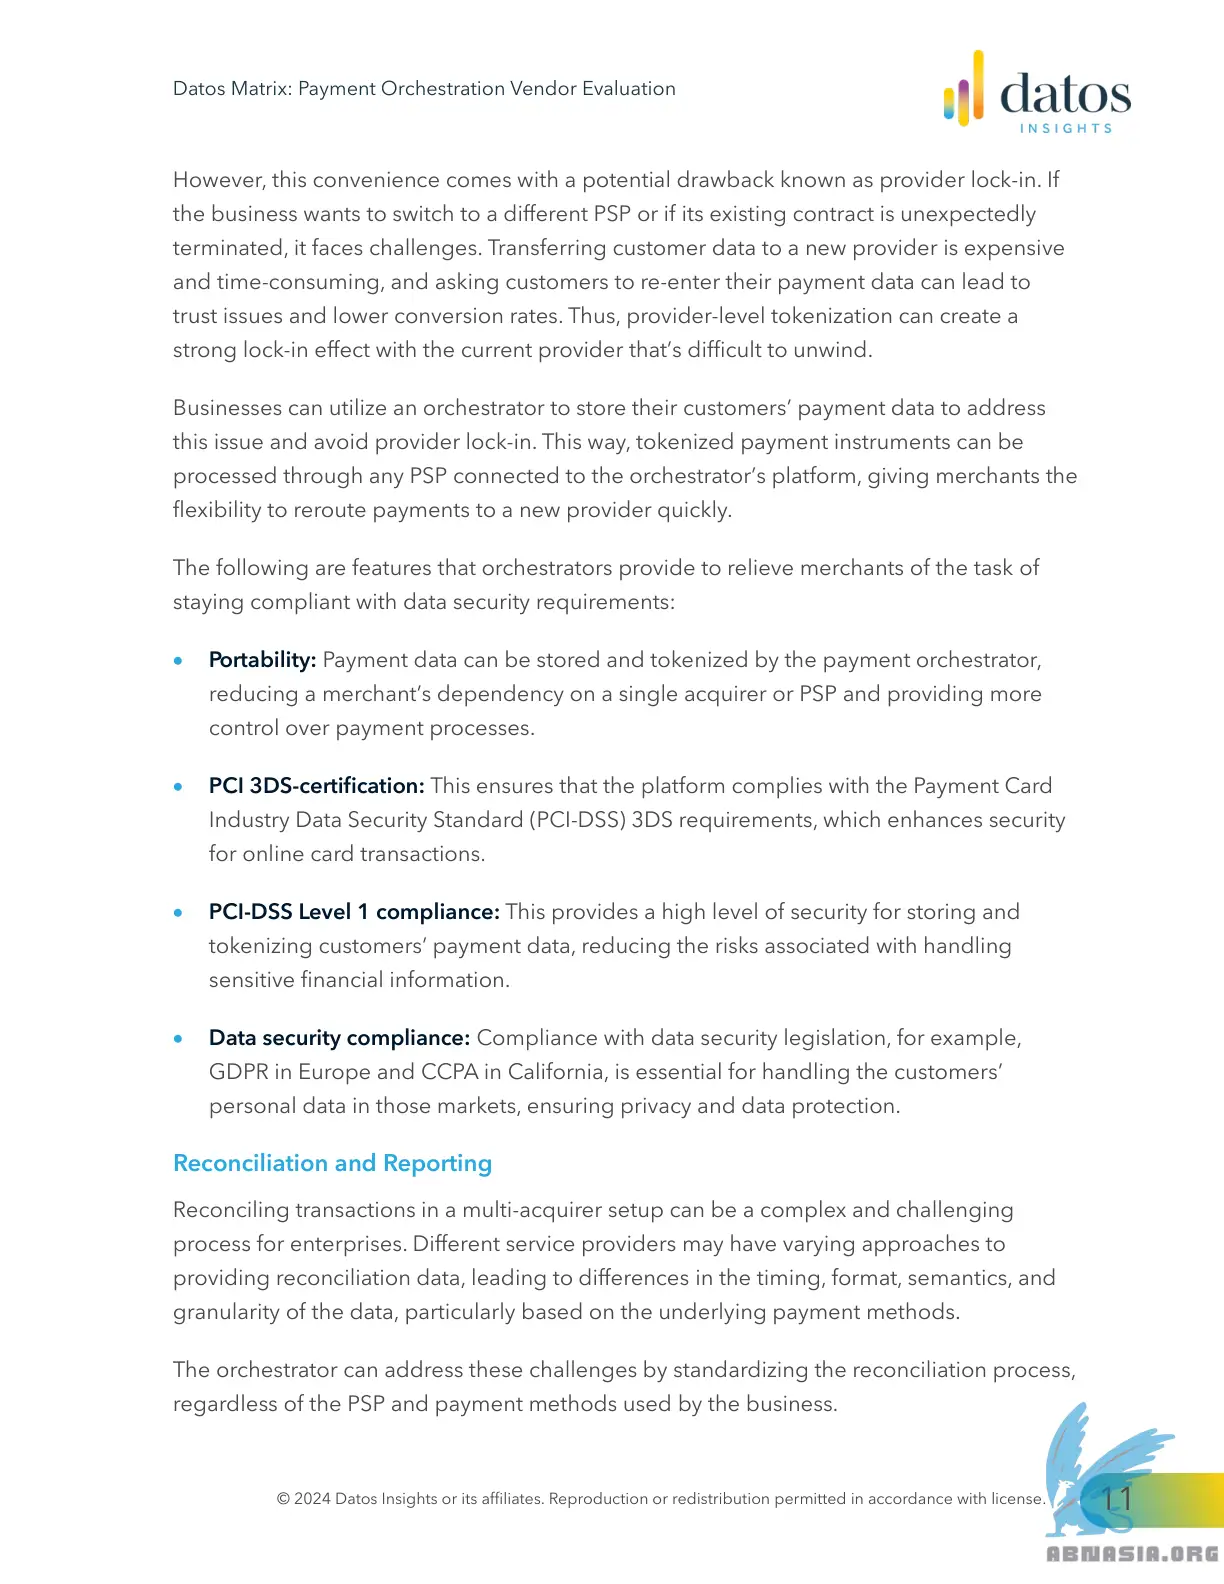 Datos Matrix: Payment Orchestration Vendor Evaluation
datos
INSIGHTS
However, this convenience comes with a potential drawback known as provider lock-in. If
the business wants to switch to a different PSP or if its existing contract is unexpectedly
terminated, it faces challenges. Transferring customer data to a new provider is expensive
and time-consuming, and asking customers to re-enter their payment data can lead to
trust issues and lower conversion rates. Thus, provider-level tokenization can create a
strong lock-in effect with the current provider that’s difficult to unwind.
Businesses can utilize an orchestrator to store their customers’ payment data to address
this issue and avoid provider lock-in. This way, tokenized payment instruments can be
processed through any PSP connected to the orchestrator’s platform, giving merchants the
flexibility to reroute payments to a new provider quickly.
The following are features that orchestrators provide to relieve merchants of the task of
staying compliant with data security requirements:
• Portability: Payment data can be stored and tokenized by the payment orchestrator,
reducing a merchant’s dependency on a single acquirer or PSP and providing more
control over payment processes.
• PCI 3DS-certification: This ensures that the platform complies with the Payment Card
Industry Data Security Standard (PCI-DSS) 3DS requirements, which enhances security
for online card transactions.
• PCI-DSS Level 1 compliance: This provides a high level of security for storing and
tokenizing customers’ payment data, reducing the risks associated with handling
sensitive financial information.
• Data security compliance: Compliance with data security legislation, for example,
GDPR in Europe and CCPA in California, is essential for handling the customers’
personal data in those markets, ensuring privacy and data protection.
Reconciliation and Reporting
Reconciling transactions in a multi-acquirer setup can be a complex and challenging
process for enterprises. Different service providers may have varying approaches to
providing reconciliation data, leading to differences in the timing, format, semantics, and
granularity of the data, particularly based on the underlying payment methods.
The orchestrator can address these challenges by standardizing the reconciliation process,
regardless of the PSP and payment methods used by the business.
© 2024 Datos Insights or its affiliates. Reproduction or redistribution permitted in accordance with license.
11
ABNASIA.ORG